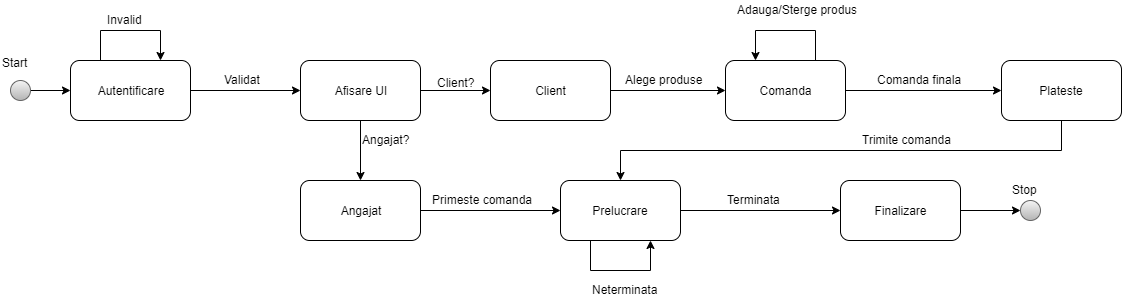 Start
Invalid
Autentificare
Validat
Afisare UI
Client?
Client
Alege produse
Adauga/Sterge produs
Comanda
Comanda finala
Plateste
Angajat?
Trimite comanda
Angajat
Primeste comanda
Prelucrare
Neterminata
Terminata
Finalizare
Stop